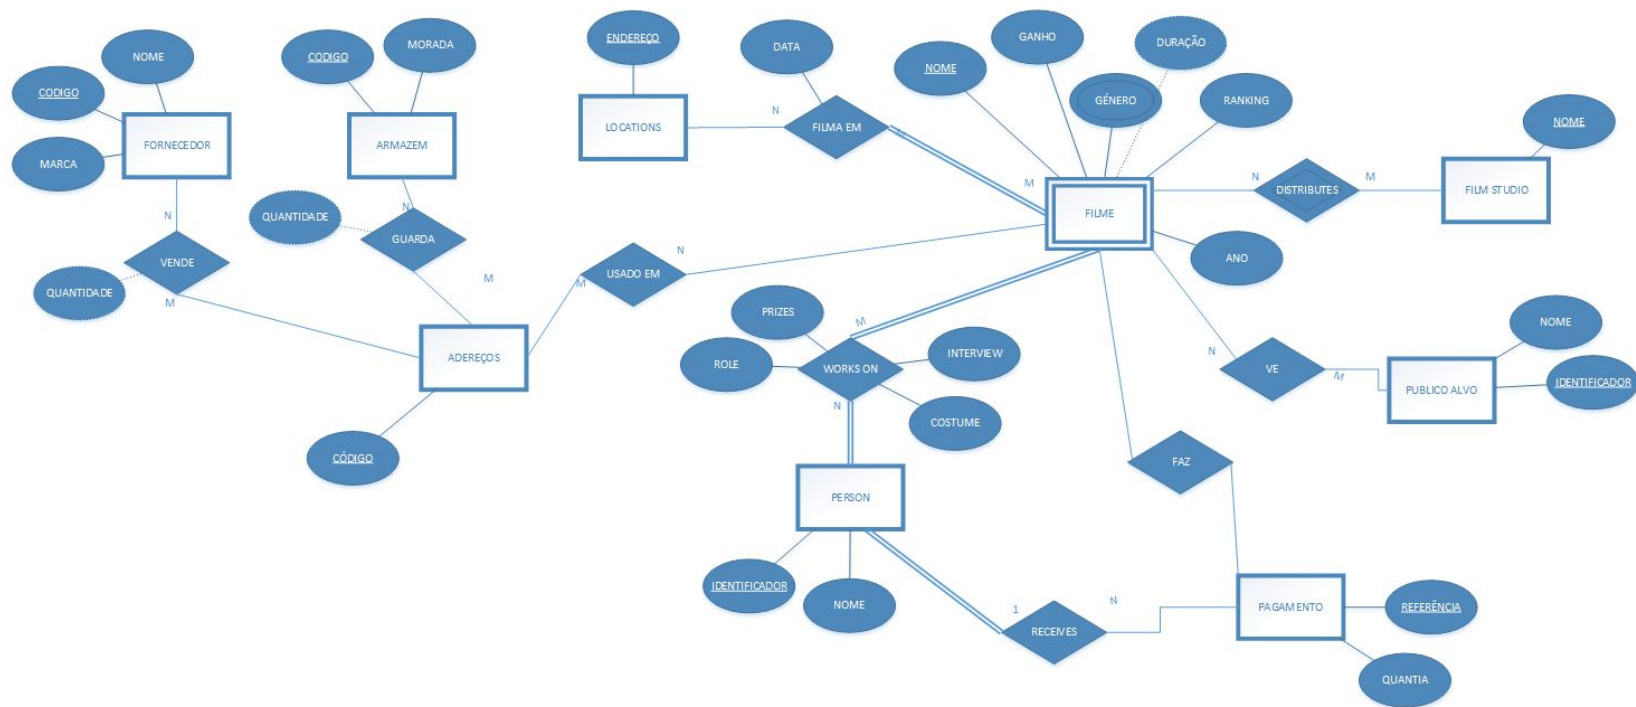 ENDEREÇO
DURAÇÃO
GANHO
MORADA
DATA
NOME
CODIGO
NOME
CODIGO
GÉNERO
RANKING
NOME
N
M
FORNECEDOR
ARMAZEM
LOCATIONS
N
FILMA EM
MARCA
N
M
DISTRIBUTES
FILM STUDIO
M
FILME
N
QUANTIDADE
N
GUARDA
N
ANO
VENDE
M
USADO EM
M
QUANTIDADE
M
PRIZES
M
NOME
INTERVIEW
N
ADEREÇOS
ROLE
WORKS ON
VE
M
IDENTIFICADOR
PUBLICO ALVO
N
COSTUME
CÓDIGO
FAZ
PERSON
IDENTIFICADOR
NOME
1
N
PAGAMENTO
REFERÊNCIA
RECEIVES
QUANTIA